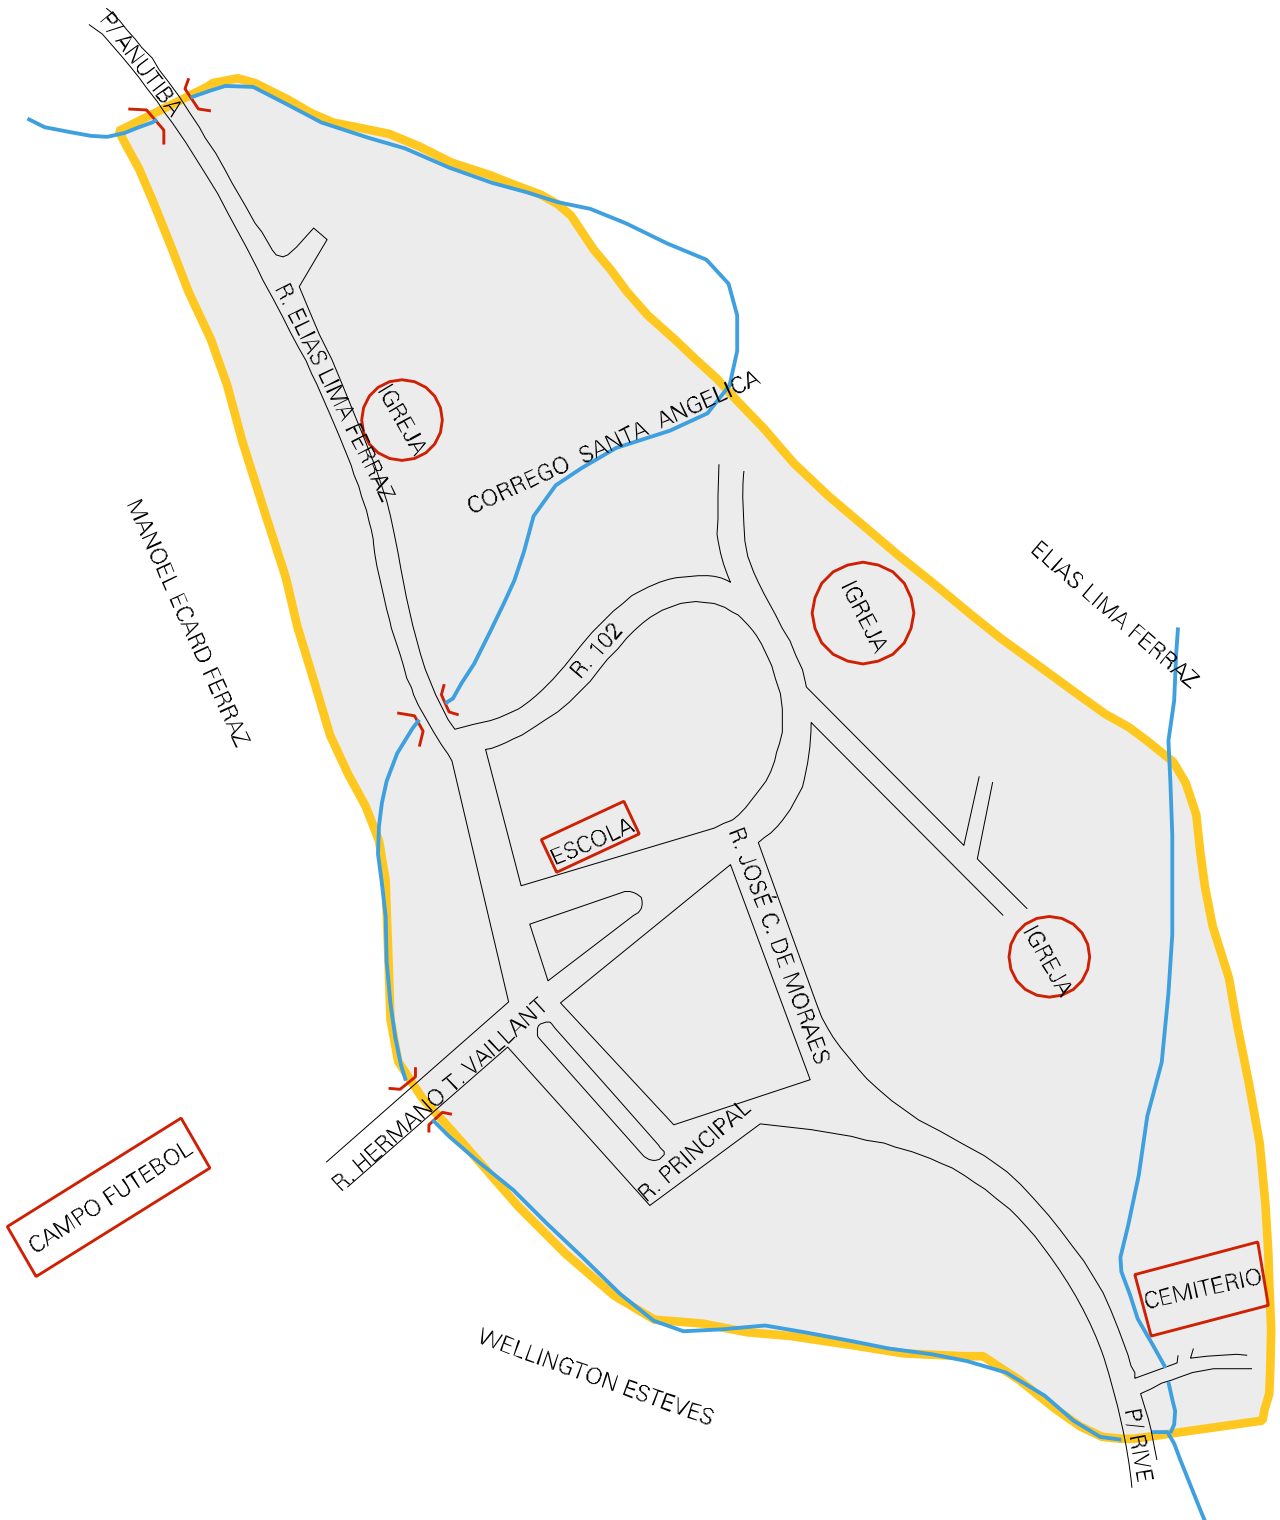 P/ ANUTIBA
R. ELIAS LIMA FERRAZ
IGREJA
CORREGO SANTA ANGELICA
MANOEL ECARD FERRAZ
ELIAS LIMA FERRAZ
IGREJA
R. 102
ESCOLA
R. JOSÉ C. DE MORAES
IGREJA
R. HERMANO T. VAILLANT
R. PRINCIPAL
CAMPO FUTEBOL
CEMITERIO
WELLINGTON ESTEVES
P/ RIVE